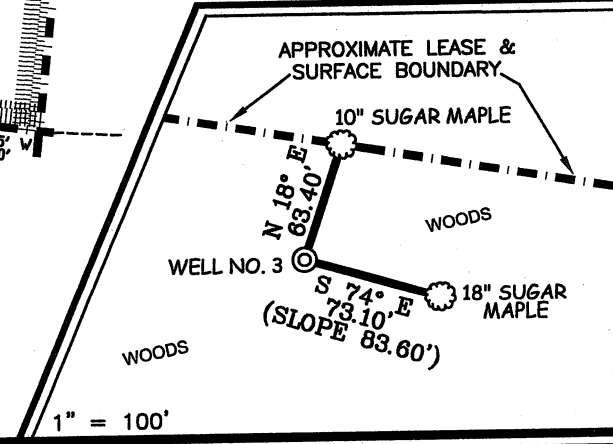 APPROXIMATE LEASE &
SURFACE BOUNDARY
10" SUGAR MAPLE
W
N 18° E
63.40'
WOODS
WELL NO. 3
S 74° E
73.10'
(SLOPE 83.60')
18" SUGAR
MAPLE
WOODS
1" = 100'